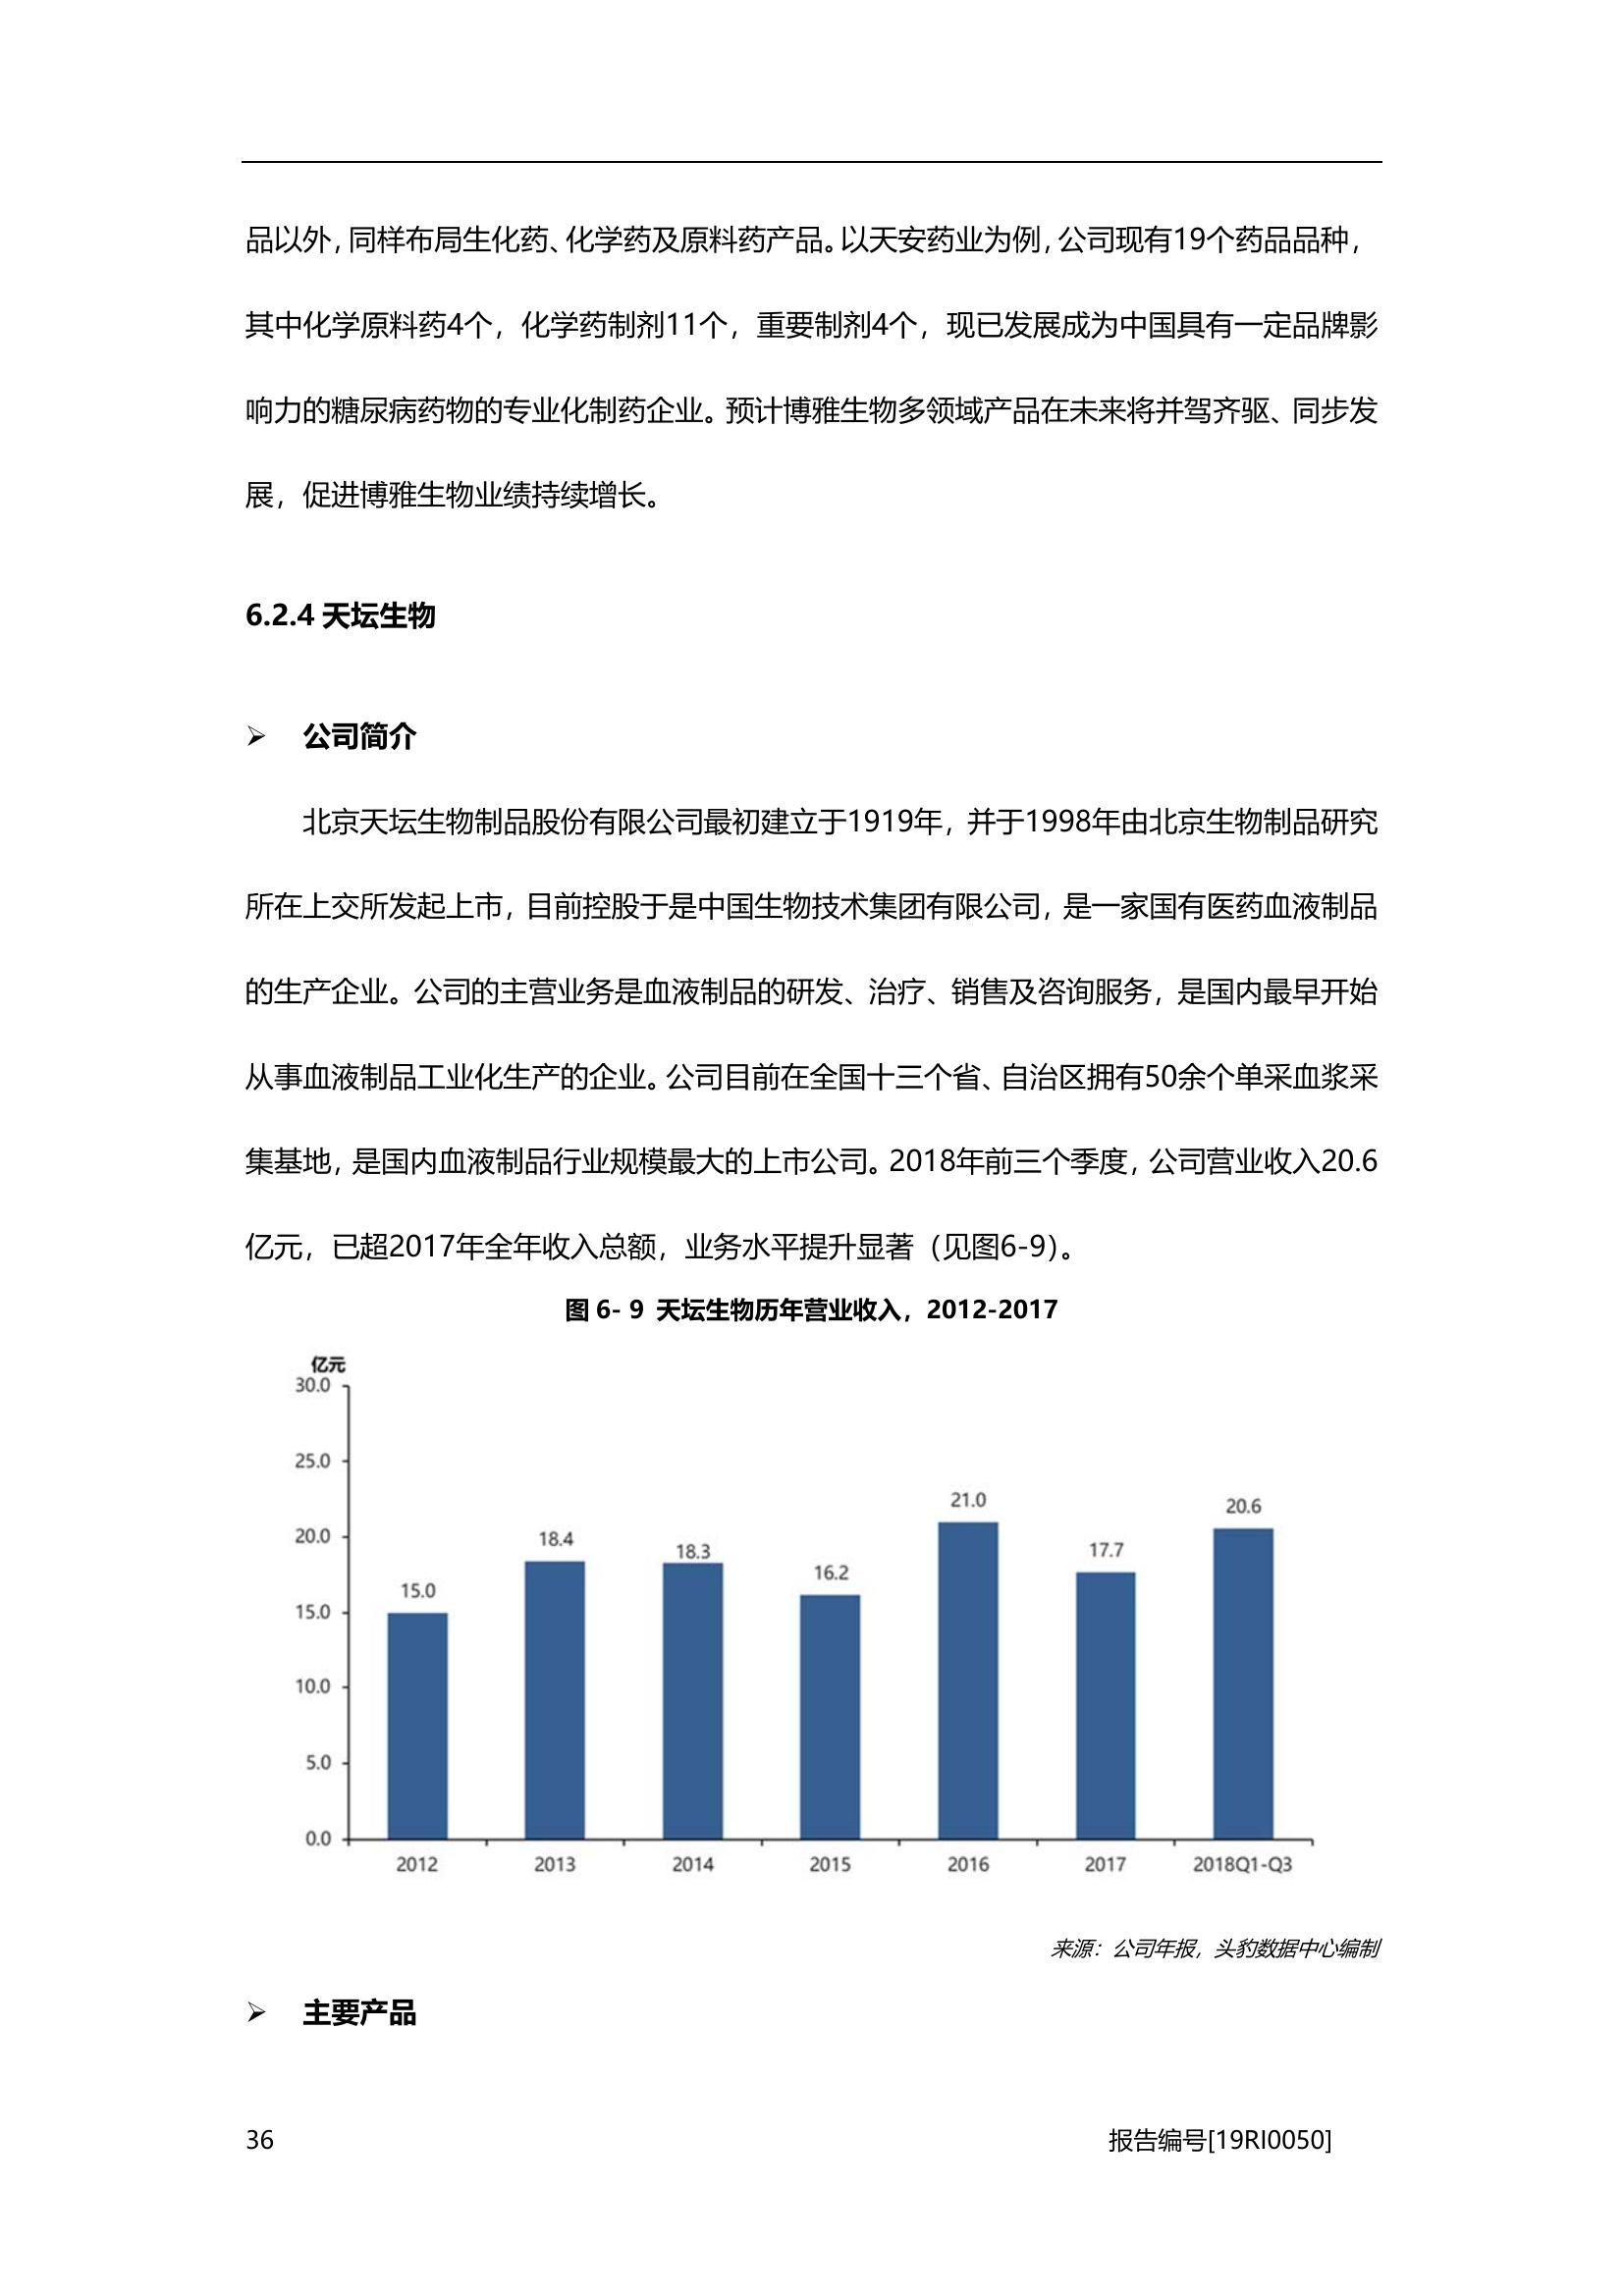 品以外，同样布局生化药、化学药及原料药产品。以天安药业为例，公司现有19个药品品种，
其中化学原料药4个，化学药制剂11个，重要制剂4个，现已发展成为中国具有一定品牌影
响力的糖尿病药物的专业化制药企业。预计博雅生物多领域产品在未来将并驾齐驱、同步发
展，促进博雅生物业绩持续增长。
6.2.4 天坛生物
➢ 公司简介
北京天坛生物制品股份有限公司最初建立于1919年，并于1998年由北京生物制品研究
所在上交所发起上市，目前控股于是中国生物技术集团有限公司，是一家国有医药血液制品
的生产企业。公司的主营业务是血液制品的研发、治疗、销售及咨询服务，是国内最早开始
从事血液制品工业化生产的企业。公司目前在全国十三个省、自治区拥有50余个单采血浆采
集基地，是国内血液制品行业规模最大的上市公司。2018年前三个季度，公司营业收入20.6
亿元，已超2017年全年收入总额，业务水平提升显著（见图6-9）。
图 6- 9 天坛生物历年营业收入，2012-2017
亿元
30.0
25.0
20.0
15.0
10.0
5.0
0.0
15.0
18.4
18.3
16.2
21.0
17.7
20.6
2012
2013
2014
2015
2016
2017
2018Q1-Q3
来源：公司年报，头豹数据中心编制
➢ 主要产品
36
报告编号[19RI0050]